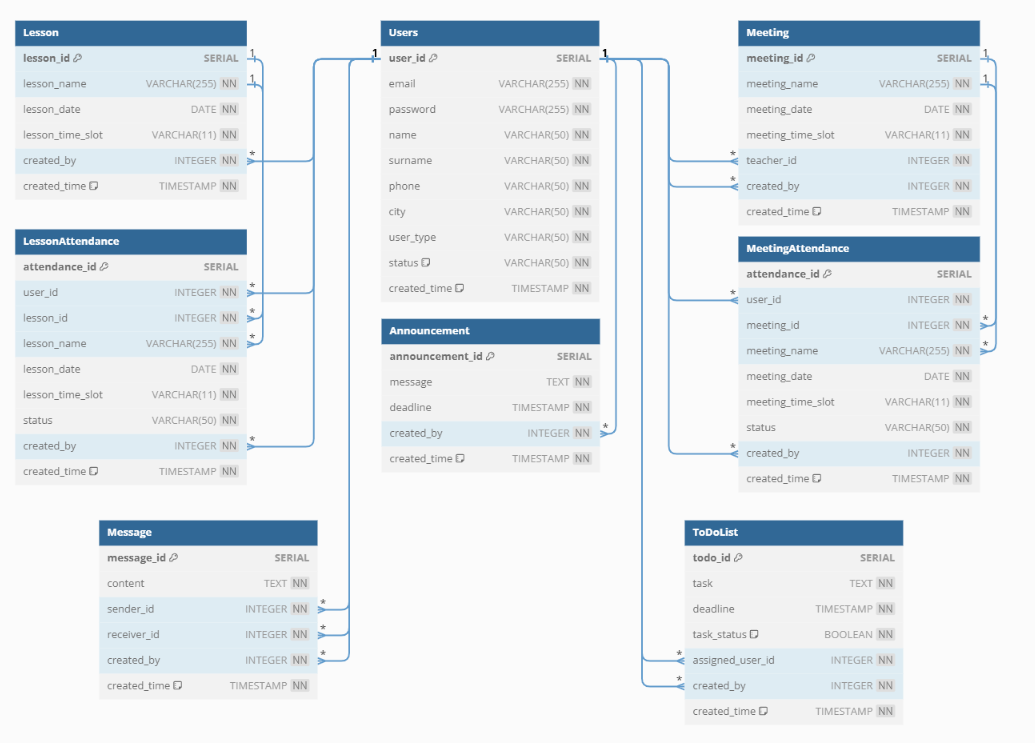 Lesson
lesson_id SERIAL 1
lesson_name VARCHAR(255) NN 1
lesson_date DATE NN
lesson_time_slot VARCHAR(11) NN
created_by INTEGER NN *
created_time TIMESTAMP NN
LessonAttendance
attendance_id SERIAL
user_id INTEGER NN *
lesson_id INTEGER NN *
lesson_name VARCHAR(255) NN *
lesson_date DATE NN
lesson_time_slot VARCHAR(11) NN
status VARCHAR(50) NN
created_by INTEGER NN *
created_time TIMESTAMP NN
Users
1 user_id SERIAL 1
email VARCHAR(255) NN
password VARCHAR(255) NN
name VARCHAR(50) NN
surname VARCHAR(50) NN
phone VARCHAR(50) NN
city VARCHAR(50) NN
user_type VARCHAR(50) NN
status VARCHAR(50) NN
created_time TIMESTAMP NN
Announcement
announcement_id SERIAL
message TEXT NN
deadline TIMESTAMP NN
created_by INTEGER NN *
created_time TIMESTAMP NN
Meeting
meeting_id SERIAL 1
meeting_name VARCHAR(255) NN 1
meeting_date DATE NN
meeting_time_slot VARCHAR(11) NN
* teacher_id INTEGER NN
* created_by INTEGER NN
created_time TIMESTAMP NN
MeetingAttendance
attendance_id SERIAL
* user_id INTEGER NN
meeting_id INTEGER NN *
meeting_name VARCHAR(255) NN *
meeting_date DATE NN
meeting_time_slot VARCHAR(11) NN
status VARCHAR(50) NN
* created_by INTEGER NN
created_time TIMESTAMP NN
Message
message_id SERIAL
content TEXT NN
sender_id INTEGER NN *
receiver_id INTEGER NN *
created_by INTEGER NN *
created_time TIMESTAMP NN
ToDoList
todo_id SERIAL
task TEXT NN
deadline TIMESTAMP NN
task_status BOOLEAN NN
* assigned_user_id INTEGER NN
* created_by INTEGER NN
created_time TIMESTAMP NN